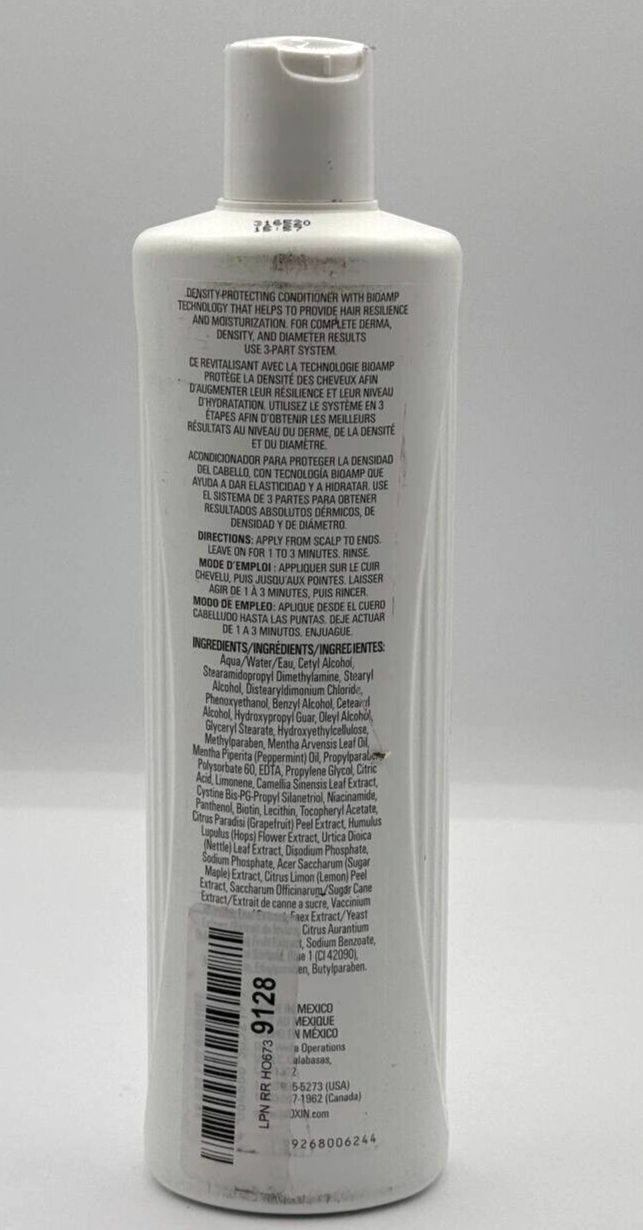 DENSITY-PROTECTING CONDITIONER WITH BIOAMP
TECHNOLOGY THAT HELPS TO PROVIDE HAIR RESILIENCE
AND MOISTURIZATION. FOR COMPLETE DERMA,
DENSITY, AND DIAMETER RESULTS
USE 3-PART SYSTEM.
CE REVITALISANT AVEC LA TECHNOLOGIE BIOAMP
PROTÈGE LA DENSITÉ DES CHEVEUX AFIN
D'AUGMENTER LEUR RÉSILIENCE ET LEUR NIVEAU
D'HYDRATATION. UTILISEZ LE SYSTÈME EN 3
ÉTAPES AFIN D'OBTENIR LES MEILLEURS
RÉSULTATS AU NIVEAU DU DERME, DE LA DENSITÉ
ET DU DIAMÈTRE.
ACONDICIONADOR PARA PROTEGER LA DENSIDAD
DEL CABELLO, CON TECNOLOGÍA BIOAMP QUE
AYUDA A DAR ELASTICIDAD Y A HIDRATAR. USE
EL SISTEMA DE 3 PARTES PARA OBTENER
RESULTADOS ABSOLUTOS DÉRMICOS, DE
DENSIDAD Y DE DIÁMETRO.
DIRECTIONS: APPLY FROM SCALP TO ENDS.
LEAVE ON FOR 1 TO 3 MINUTES. RINSE.
MODE D'EMPLOI : APPLIQUER SUR LE CUIR
CHEVELU, PUIS JUSQU'AUX POINTES. LAISSER
AGIR DE 1 À 3 MINUTES, PUIS RINCER.
MODO DE EMPLEO: APLIQUE DESDE EL CUERO
CABELLUDO HASTA LAS PUNTAS. DEJE ACTUAR
DE 1 A 3 MINUTOS. ENJUAGUE.
INGREDIENTS/INGRÉDIENTS/INGREDIENTES:
Aqua/Water/Eau, Cetyl Alcohol,
Stearamidopropyl Dimethylamine, Stearyl
Alcohol, Distearyldimonium Chloride,
Phenoxyethanol, Benzyl Alcohol, Cetearyl
Alcohol, Hydroxypropyl Guar, Oleyl Alcohol,
Glyceryl Stearate, Hydroxyethylcellulose,
Methylparaben, Mentha Arvensis Leaf Oil,
Mentha Piperita (Peppermint) Oil, Propylparaben,
Polysorbate 60, EDTA, Propylene Glycol, Citric
Acid, Limonene, Camellia Sinensis Leaf Extract,
Cystine Bis-PG-Propyl Silanetriol, Niacinamide,
Panthenol, Biotin, Lecithin, Tocopheryl Acetate,
Citrus Paradisi (Grapefruit) Peel Extract, Humulus
Lupulus (Hops) Flower Extract, Urtica Dioica
(Nettle) Leaf Extract, Disodium Phosphate,
Sodium Phosphate, Acer Saccharum (Sugar
Maple) Extract, Citrus Limon (Lemon) Peel
Extract, Saccharum Officinarum/Sugar Cane
Extract/Extrait de canne a sucre, Vaccinium
Faex Extract/Yeast
Citrus Aurantium
Sodium Benzoate,
1 (CI 42090),
Butylparaben.
MEXICO
MEXIQUE
EN MÉXICO
Operations
5-5273 (USA)
7-1962 (Canada)
OXIN.com
9268006244
LPN RR HO673 9128